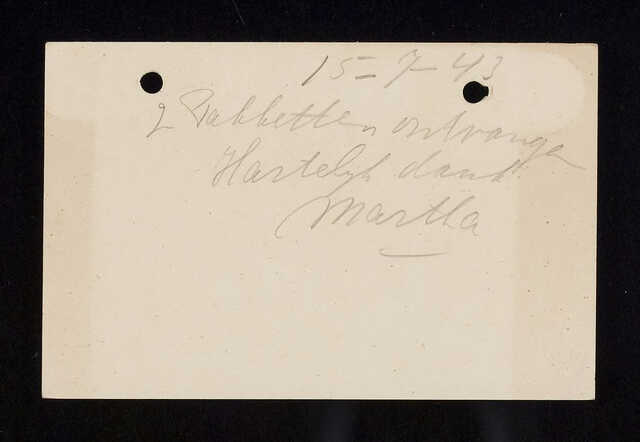 15-7-43
2 Pakketten ontvangen
Hartelijk dank
Martha